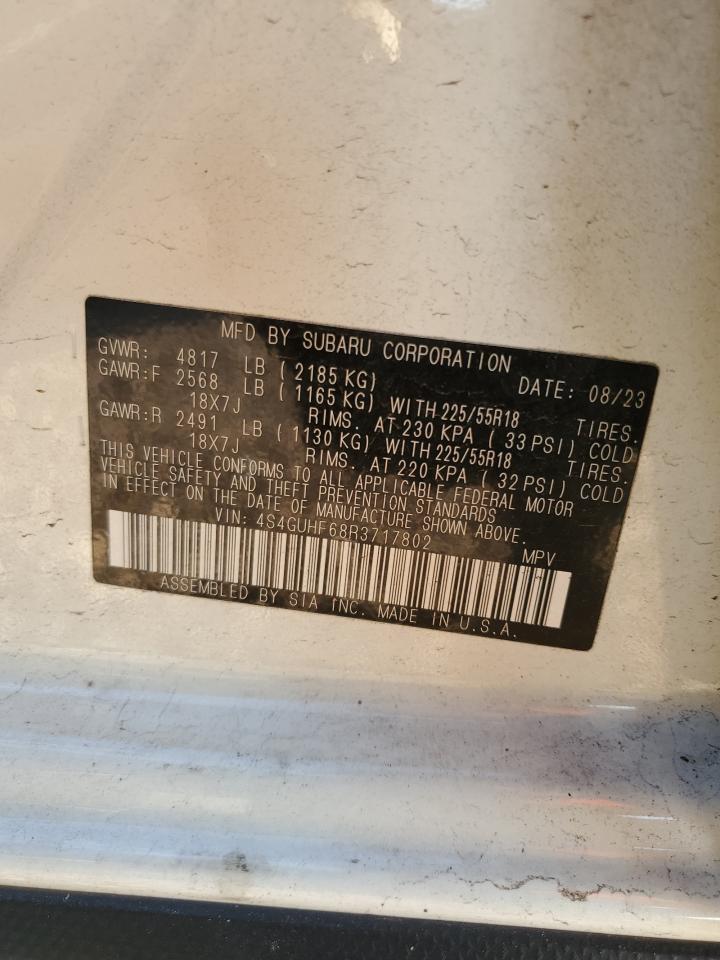 MFD BY SUBARU CORPORATION
GVWR: 4817 LB ( 2185 KG) DATE: 08/23
GAWR:F 2568 LB ( 1165 KG) WITH 225/55R18 TIRES.
18X7J RIMS. AT 230 KPA ( 33 PSI) COLD
GAWR:R 2491 LB ( 1130 KG) WITH 225/55R18 TIRES.
18X7J RIMS. AT 220 KPA ( 32 PSI) COLD
THIS VEHICLE CONFORMS TO ALL APPLICABLE FEDERAL MOTOR
VEHICLE SAFETY AND THEFT PREVENTION STANDARDS
IN EFFECT ON THE DATE OF MANUFACTURE SHOWN ABOVE.
VIN: 4S4GUHF68R3717802 MPV
ASSEMBLED BY SIA INC. MADE IN U.S.A.